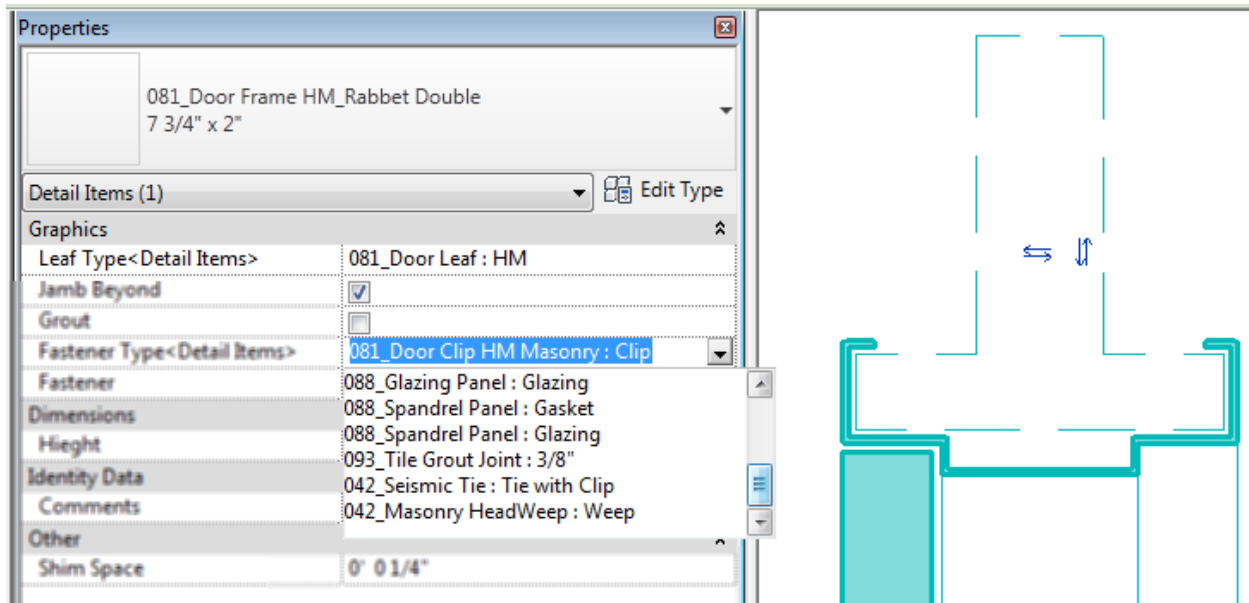 Properties
081_Door Frame HM_Rabbet Double
7 3/4" x 2"
Detail Items (1)
Edit Type
Graphics
Leaf Type<Detail Items> 081_Door Leaf : HM
Jamb Beyond
Grout
Fastener Type<Detail Items> 081_Door Clip HM Masonry : Clip
Fastener 088_Glazing Panel : Glazing
088_Spandrel Panel : Gasket
Dimensions
088_Spandrel Panel : Glazing
Hieght
093_Tile Grout Joint : 3/8"
Identity Data
042_Seismic Tie : Tie with Clip
Comments 042_Masonry HeadWeep : Weep
Other
Shim Space 0' 0 1/4"